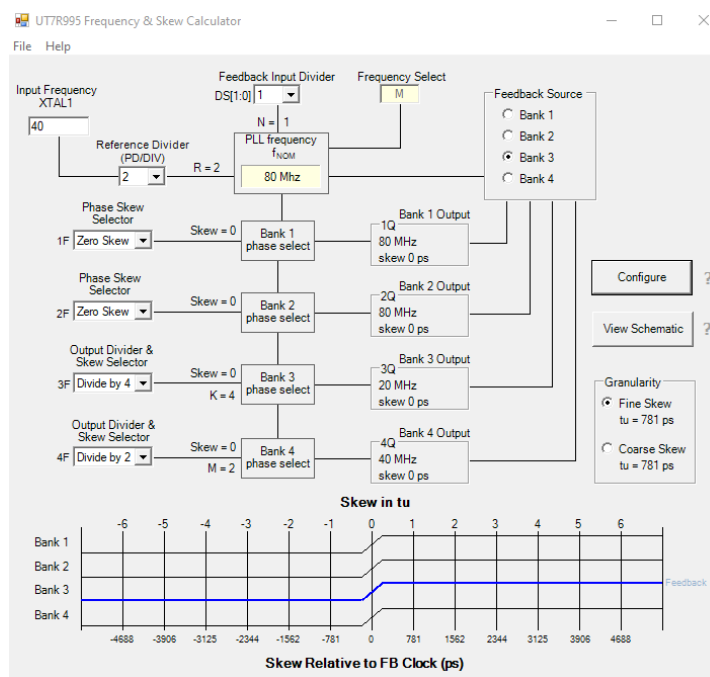 UT7R995 Frequency & Skew Calculator
File Help
Input Frequency
XTAL1
40
Feedback Input Divider
DS[1:0] 1
N = 1
Frequency Select
M
Feedback Source
Bank 1
Bank 2
Bank 3
Bank 4
Reference Divider
(PD/DIV)
2
R = 2
PLL frequency
fNOM
80 Mhz
Phase Skew
Selector
1F Zero Skew
Skew = 0
Bank 1
phase select
Bank 1 Output
1Q
80 MHz
skew 0 ps
Phase Skew
Selector
2F Zero Skew
Skew = 0
Bank 2
phase select
Bank 2 Output
2Q
80 MHz
skew 0 ps
Output Divider &
Skew Selector
3F Divide by 4
Skew = 0
K = 4
Bank 3
phase select
Bank 3 Output
3Q
20 MHz
skew 0 ps
Output Divider &
Skew Selector
4F Divide by 2
Skew = 0
M = 2
Bank 4
phase select
Bank 4 Output
4Q
40 MHz
skew 0 ps
Configure ?
View Schematic ?
Granularity
Fine Skew
tu = 781 ps
Coarse Skew
tu = 781 ps
Skew in tu
-6 -5 -4 -3 -2 -1 0 1 2 3 4 5 6
Bank 1
Bank 2
Bank 3
Feedback
Bank 4
-4688 -3906 -3125 -2344 -1562 -781 0 781 1562 2344 3125 3906 4688
Skew Relative to FB Clock (ps)